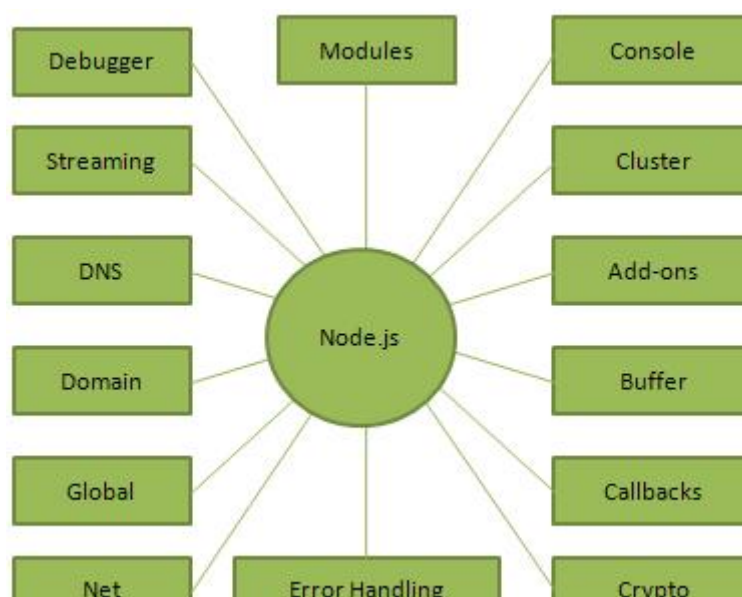 Debugger
Modules
Console
Streaming
Cluster
DNS
Add-ons
Node.js
Domain
Buffer
Global
Callbacks
Net
Error Handling
Crypto